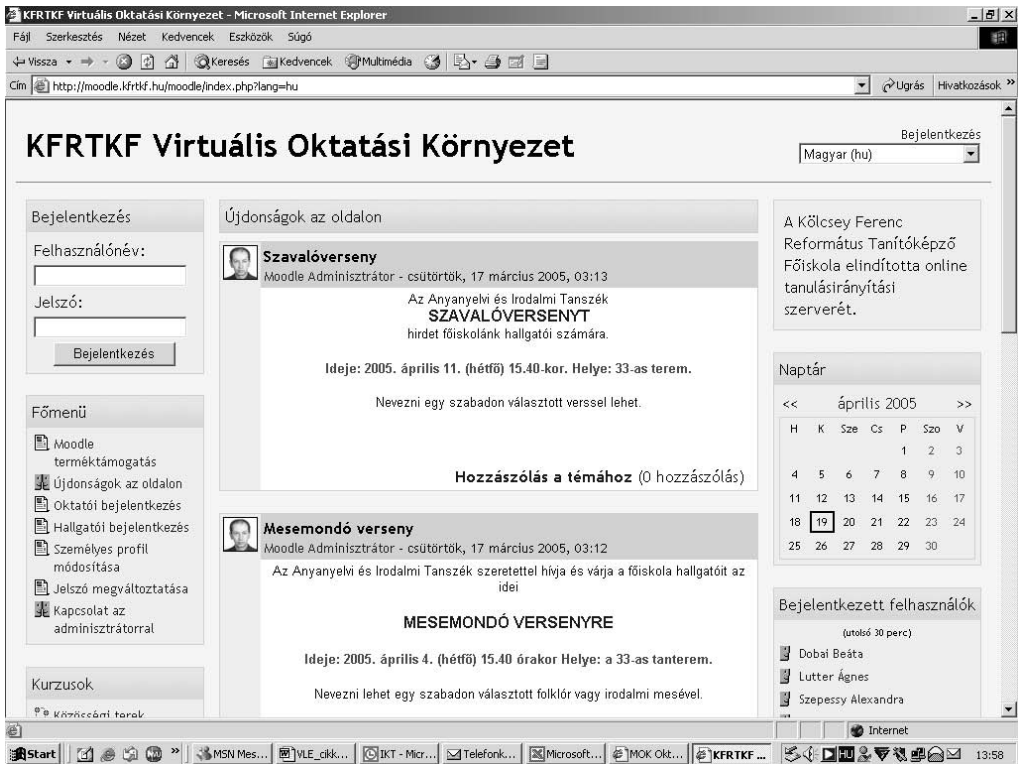 KFRTKF Virtuális Oktatási Környezet - Microsoft Internet Explorer
Fájl Szerkesztés Nézet Kedvencek Eszközök Súgó
Vissza Keresés Kedvencek Multimédia
Cím http://moodle.kfrtkf.hu/moodle/index.php?lang=hu Ugrás Hivatkozások »
KFRTKF Virtuális Oktatási Környezet
Bejelentkezés
Magyar (hu)
Bejelentkezés
Felhasználónév:
Jelszó:
Bejelentkezés
Főmenü
Moodle
terméktámogatás
Újdonságok az oldalon
Oktatói bejelentkezés
Hallgatói bejelentkezés
Személyes profil
módosítása
Jelszó megváltoztatása
Kapcsolat az
adminisztrátorral
Kurzusok
Közösségi terek
Újdonságok az oldalon
Szavalóverseny
Moodle Adminisztrátor - csütörtök, 17 március 2005, 03:13
Az Anyanyelvi és Irodalmi Tanszék
SZAVALÓVERSENYT
hirdet főiskolánk hallgatói számára.
Ideje: 2005. április 11. (hétfő) 15.40-kor. Helye: 33-as terem.
Nevezni egy szabadon választott verssel lehet.
Hozzászólás a témához (0 hozzászólás)
Mesemondó verseny
Moodle Adminisztrátor - csütörtök, 17 március 2005, 03:12
Az Anyanyelvi és Irodalmi Tanszék szeretettel hívja és várja a főiskola hallgatóit az
idei
MESEMONDÓ VERSENYRE
Ideje: 2005. április 4. (hétfő) 15.40 órakor Helye: a 33-as tanterem.
Nevezni lehet egy szabadon választott folklór vagy irodalmi mesével.
A Kölcsey Ferenc
Református Tanítóképző
Főiskola elindította online
tanulásirányítási
szerverét.
Naptár
<< április 2005 >>
H K Sze Cs P Szo V
1 2 3
4 5 6 7 8 9 10
11 12 13 14 15 16 17
18 19 20 21 22 23 24
25 26 27 28 29 30
Bejelentkezett felhasználók
(utolsó 30 perc)
Dobai Beáta
Lutter Ágnes
Szepessy Alexandra
Internet
Start » MSN Mes... VLE_cikk... IKT - Micr... Telefonk... Microsoft... MOK Okt... KFRTKF ... HU 13:58